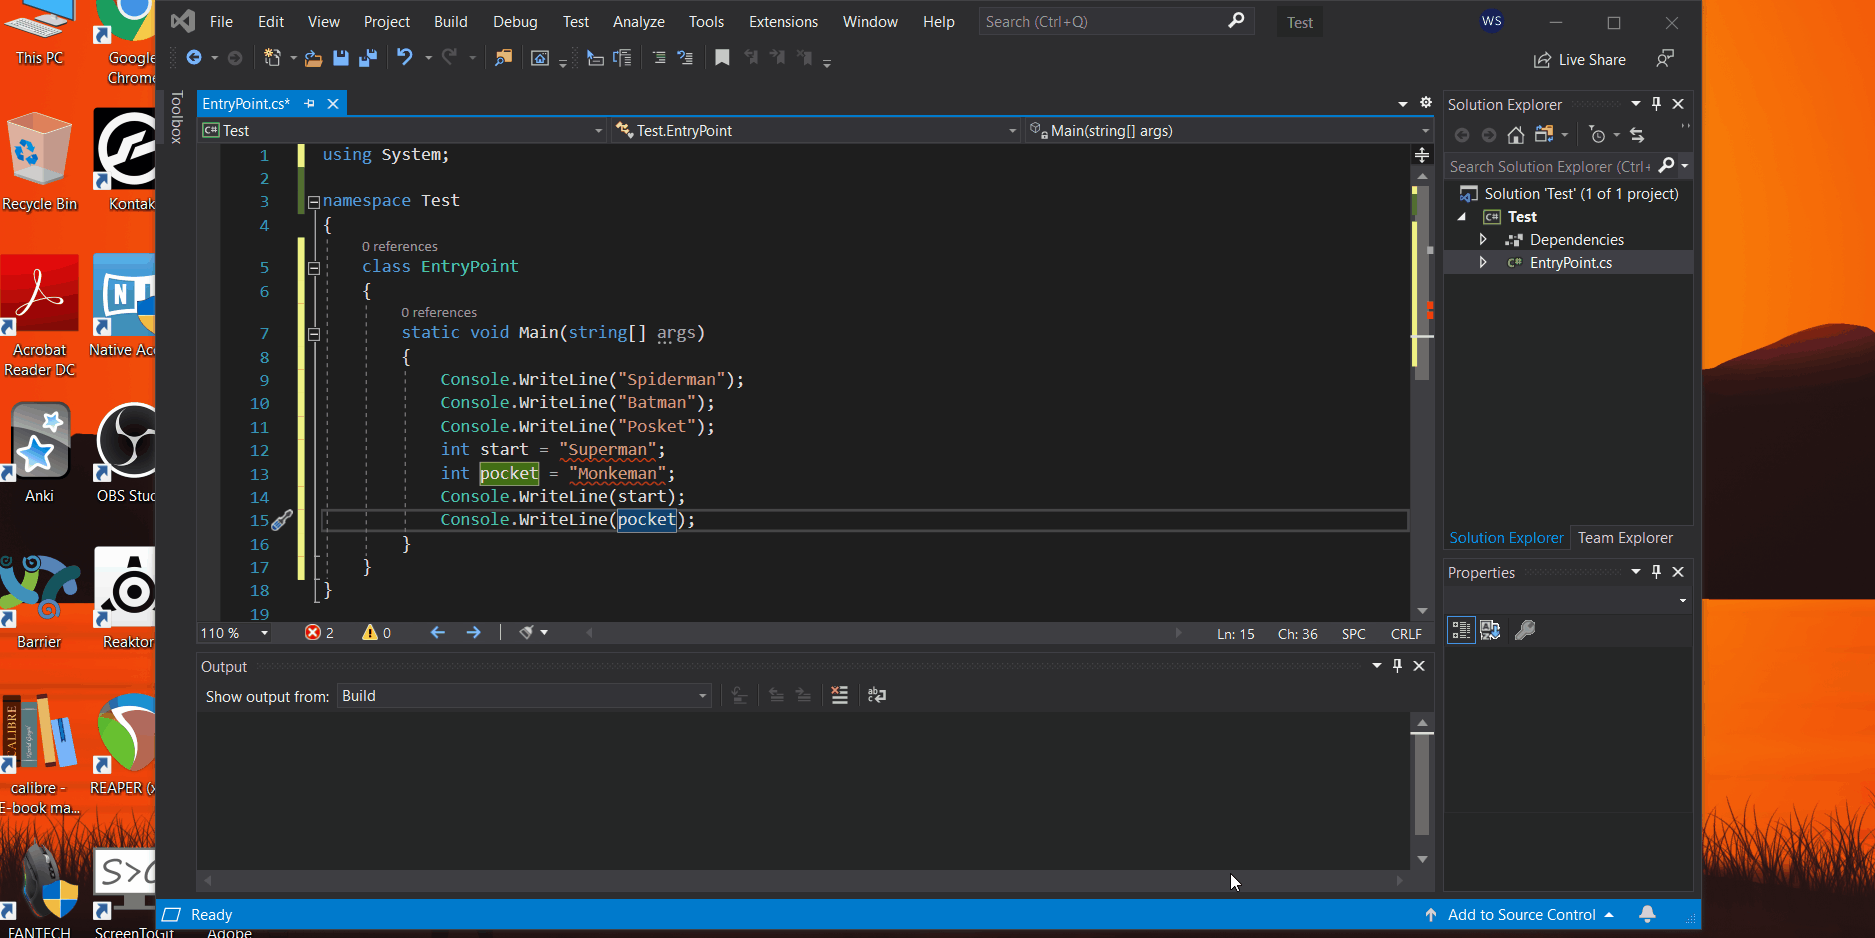 This PC
Google
Chrome
Recycle Bin
Kontak
Acrobat
Reader DC
N
Native Acc
Anki
OBS Stud
Barrier
Reaktor
CALIBRE
calibre -
E-book ma...
REAPER (x
S>G
FANTECH
ScreenToGif
Adobe
File Edit View Project Build Debug Test Analyze Tools Extensions Window Help
Search (Ctrl+Q)
Test
WS
Live Share
Toolbox
EntryPoint.cs*
C# Test
Test.EntryPoint
Main(string[] args)
1 using System;
2
3 namespace Test
4 {
0 references
5 class EntryPoint
6 {
0 references
7 static void Main(string[] args)
8 {
9 Console.WriteLine("Spiderman");
10 Console.WriteLine("Batman");
11 Console.WriteLine("Posket");
12 int start = "Superman";
13 int pocket = "Monkeman";
14 Console.WriteLine(start);
15 Console.WriteLine(pocket);
16 }
17 }
18 }
19
110 % 2 0 Ln: 15 Ch: 36 SPC CRLF
Output
Show output from: Build
Ready
Add to Source Control
Solution Explorer
Search Solution Explorer (Ctrl+
Solution 'Test' (1 of 1 project)
C# Test
Dependencies
C# EntryPoint.cs
Solution Explorer Team Explorer
Properties